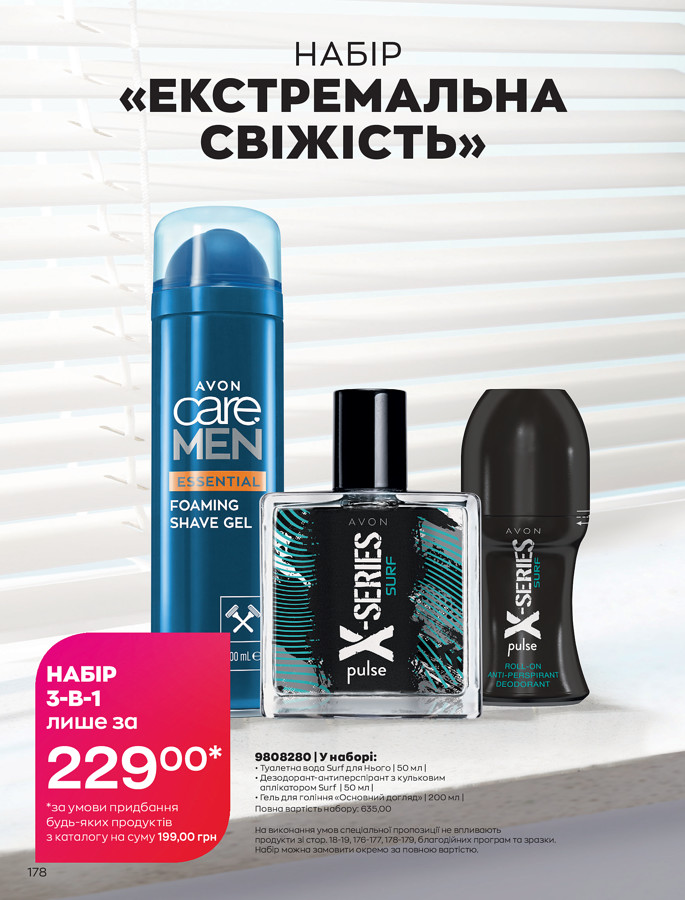 НАБІР
«ЕКСТРЕМАЛЬНА
СВІЖІСТЬ»
AVON
care
MEN
ESSENTIAL
FOAMING
SHAVE GEL
AVON
X-SERIES
SURF
pulse
AVON
X-SERIES
SURF
pulse
ROLL-ON
ANTI-PERSPIRANT
DEODORANT
НАБІР
3-В-1
лише за
229⁰⁰*
*за умови придбання
будь-яких продуктів
з каталогу на суму 199,00 грн
9808280 | У наборі:
• Туалетна вода Surf для Нього | 50 мл |
• Дезодорант-антиперспірант з кульковим
аплікатором Surf | 50 мл |
• Гель для гоління «Основний догляд» | 200 мл |
Повна вартість набору: 635,00
На виконання умов спеціальної пропозиції не впливають
продукти зі стор. 18-19, 176-177, 178-179, благодійних програм та зразки.
Набір можна замовити окремо за повною вартістю.
178